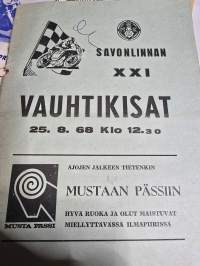 SAVONLINNAN
XXI
VAUHTIKISAT
25. 8. 68 Klo 12.30
AJOJEN JÄLKEEN TIETENKIN
MUSTAAN PÄSSIIN
HYVÄ RUOKA JA OLUT MAISTUVAT
MIELLYTTÄVÄSSÄ ILMAPIIRISSÄ
MUSTA PÄSSI